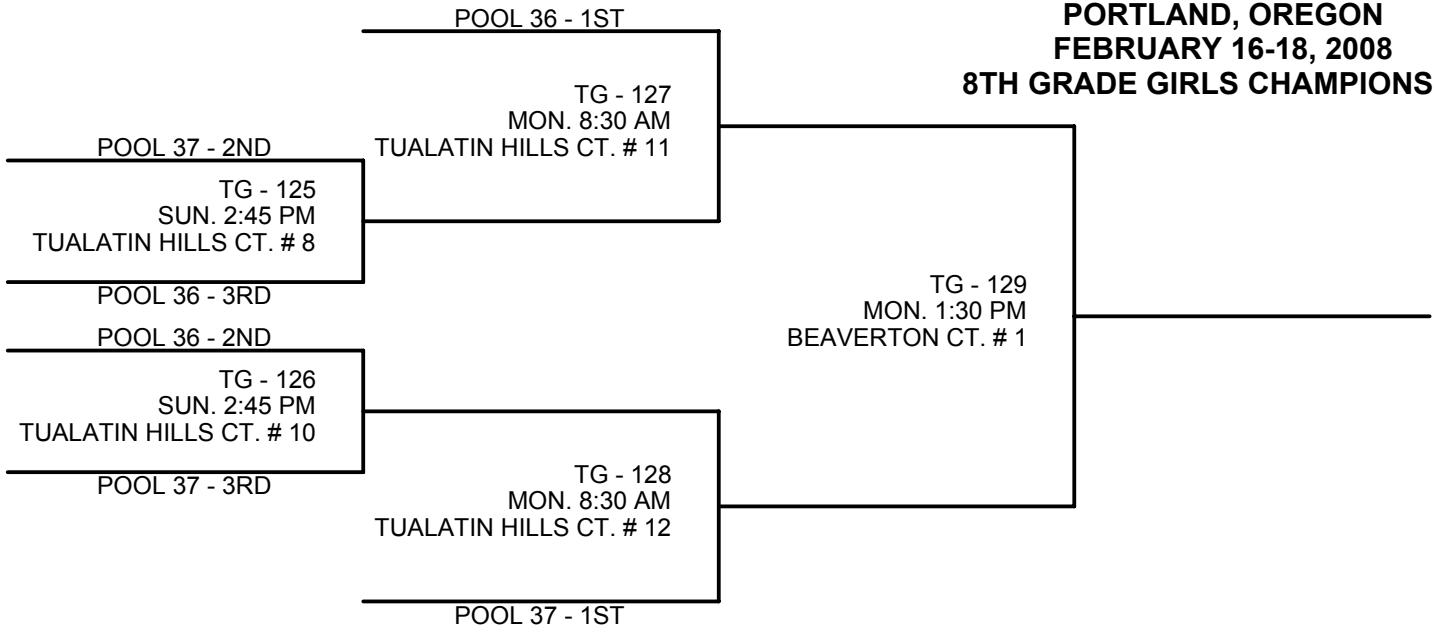 PORTLAND, OREGON
FEBRUARY 16-18, 2008
8TH GRADE GIRLS CHAMPIONS
POOL 36 - 1ST
TG - 127
MON. 8:30 AM
TUALATIN HILLS CT. # 11
POOL 37 - 2ND
TG - 125
SUN. 2:45 PM
TUALATIN HILLS CT. # 8
POOL 36 - 3RD
POOL 36 - 2ND
TG - 126
SUN. 2:45 PM
TUALATIN HILLS CT. # 10
POOL 37 - 3RD
TG - 128
MON. 8:30 AM
TUALATIN HILLS CT. # 12
POOL 37 - 1ST
TG - 129
MON. 1:30 PM
BEAVERTON CT. # 1